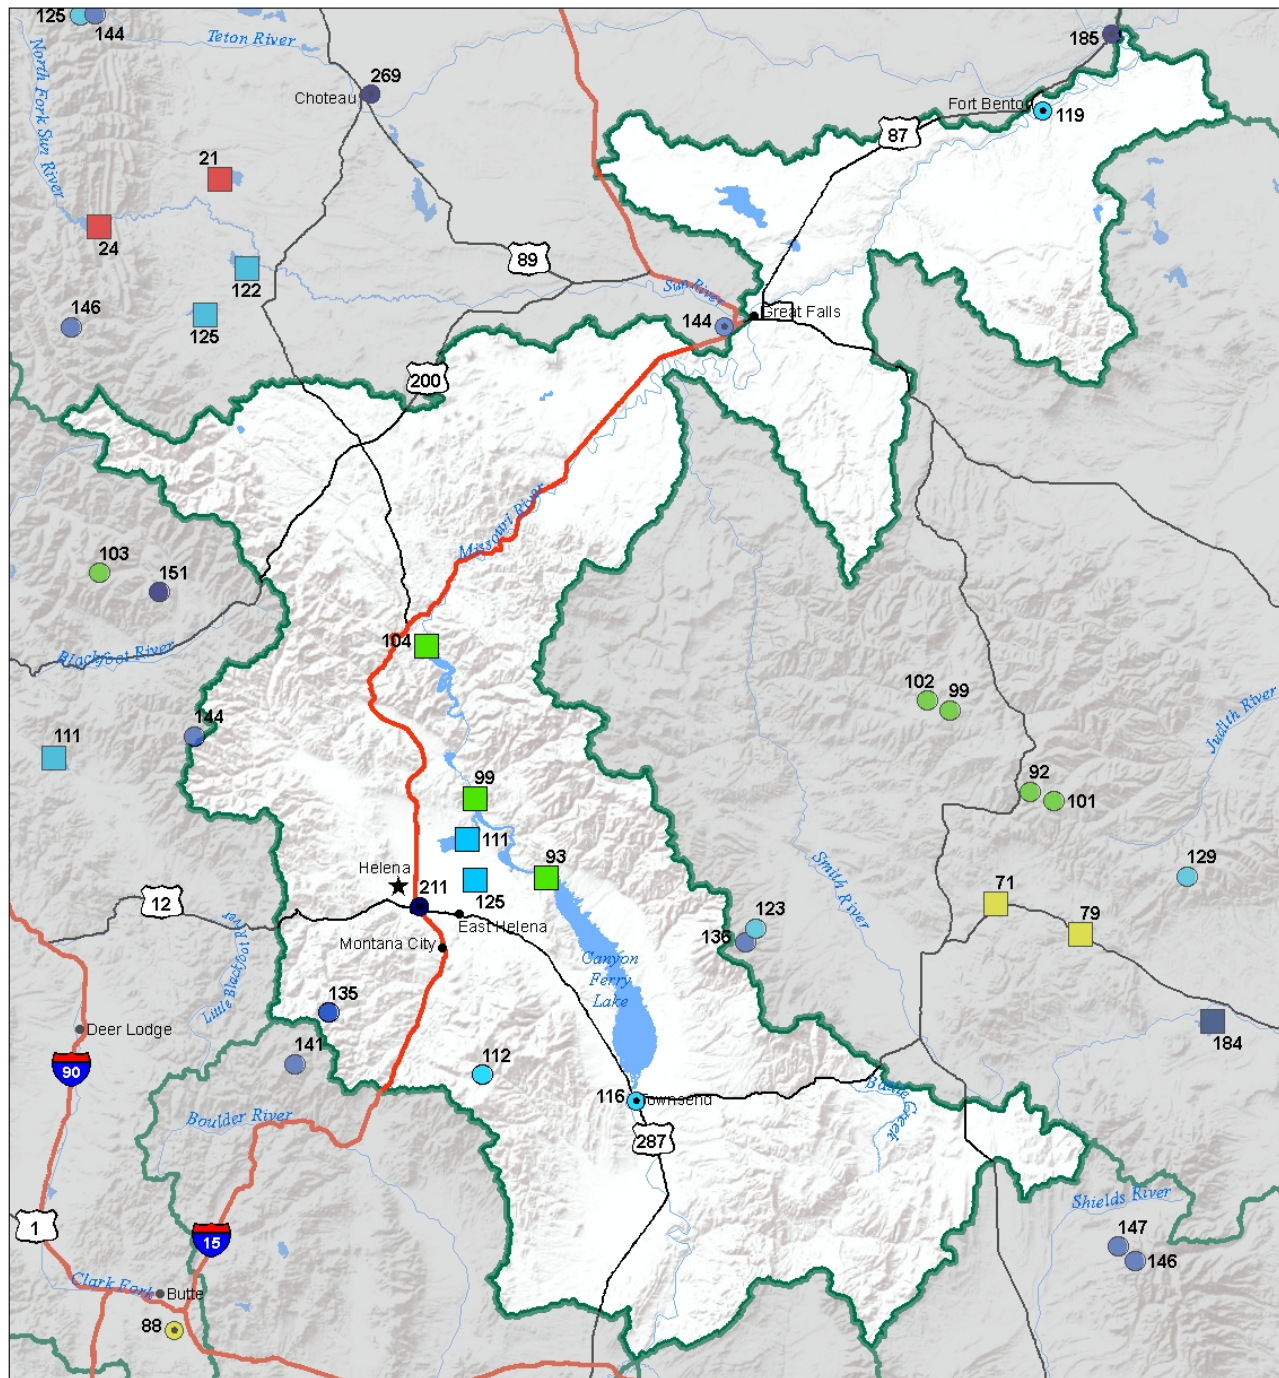 125
144
Teton River
185
North Fork Sun River
269
Choteau
Fort Bento
119
87
21
24
89
122
146
125
Sun River
144
Great Falls
200
Missouri River
103
151
104
Blackfoot River
102
99
Judith River
144
111
99
92
101
111
93
129
Helena
211
125
Smith River
71
12
East Helena
123
79
Little Blackfoot River
Montana City
136
Canyon
Ferry
Lake
135
Deer Lodge
184
141
90
112
116
ownsend
Battle Creek
Boulder River
287
Shields River
1
15
147
146
Clark Fork
Butte
88